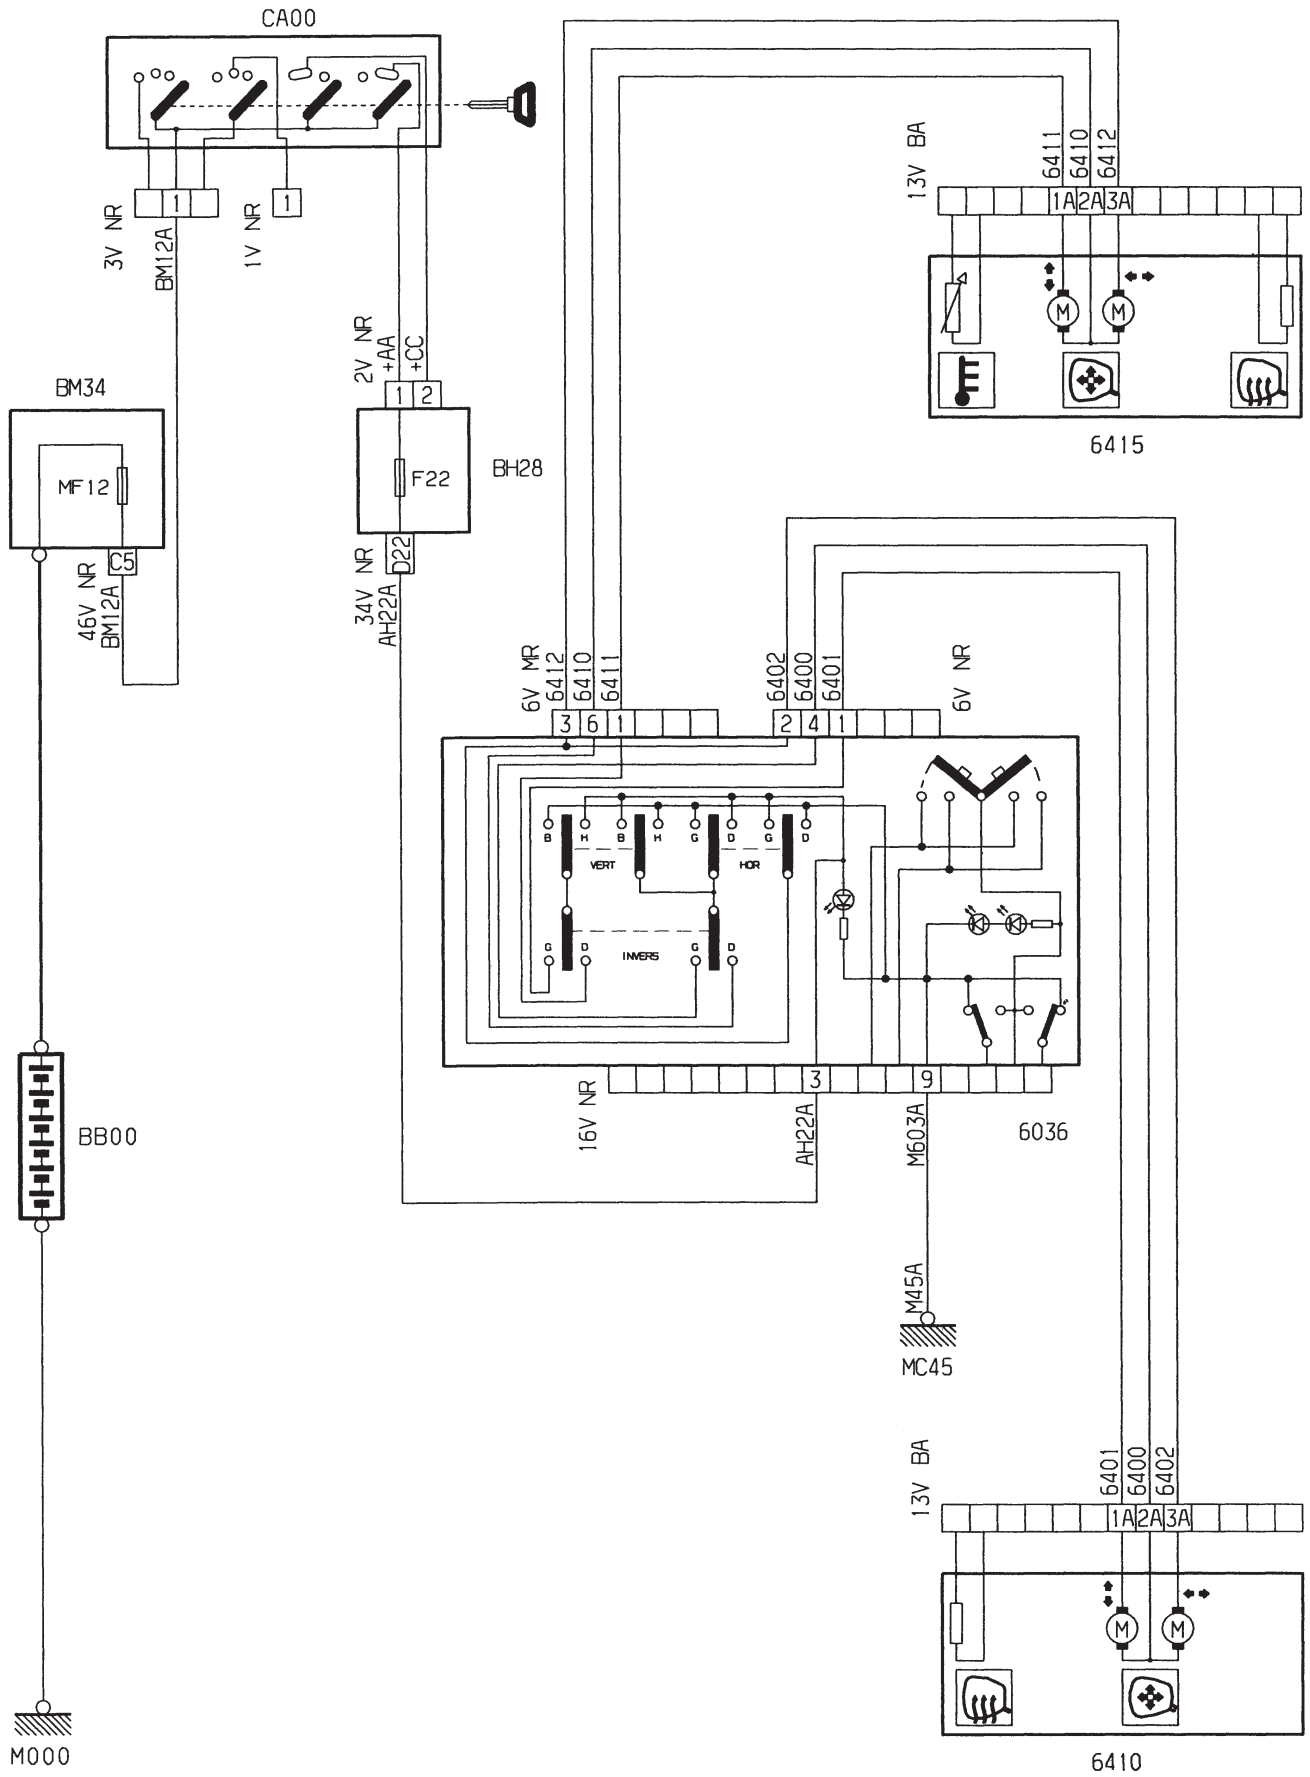 CA00
3V NR
BM12A
1
1V NR
1
13V BA
6411
6410
6412
1A 2A 3A
M M
6415
2V NR
+AA
+CC
1 2
F22
BH28
D22
34V NR
AH22A
BM34
MF12
C5
46V NR
BM12A
6V MR
6412
6410
6411
3 6 1
6402
6400
6401
6V NR
2 4 1
B H B H G D G D
VERT HOR
G D INVERS G D
3 9
16V NR
AH22A
M603A
6036
BB00
M45A
MC45
13V BA
6401
6400
6402
1A 2A 3A
M M
6410
M000